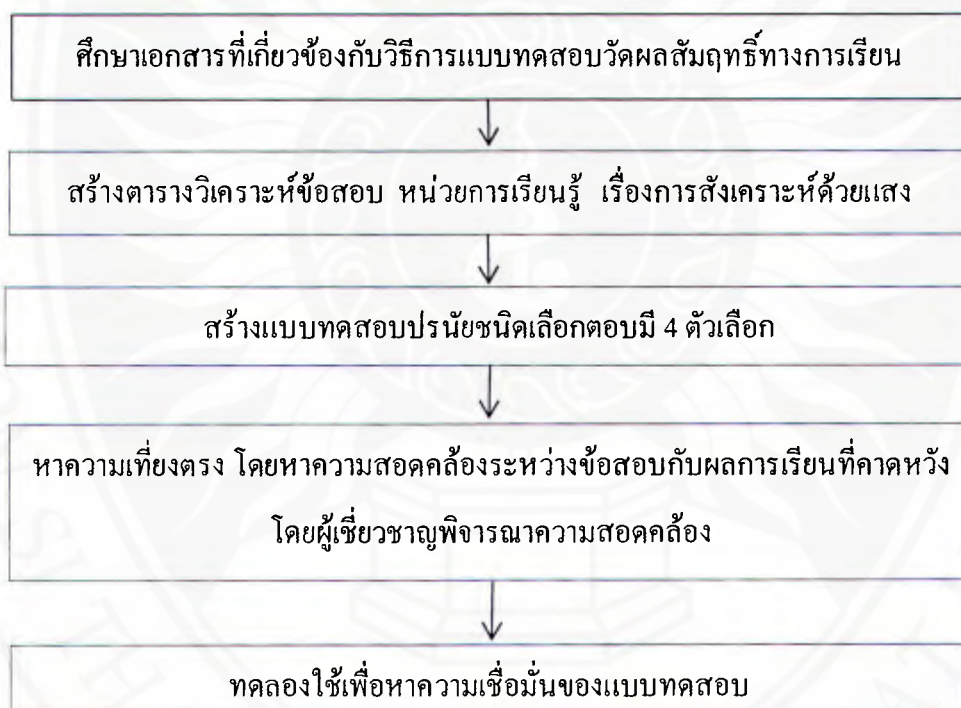 ศึกษาเอกสารที่เกี่ยวข้องกับวิธีการแบบทดสอบวัดผลสัมฤทธิ์ทางการเรียน
สร้างตารางวิเคราะห์ข้อสอบ หน่วยการเรียนรู้ เรื่องการสังเคราะห์ด้วยแสง
สร้างแบบทดสอบปรนัยชนิดเลือกตอบมี 4 ตัวเลือก
หาความเที่ยงตรง โดยหาความสอดคล้องระหว่างข้อสอบกับผลการเรียนที่คาดหวัง
โดยผู้เชี่ยวชาญพิจารณาความสอดคล้อง
ทดลองใช้เพื่อหาความเชื่อมั่นของแบบทดสอบ